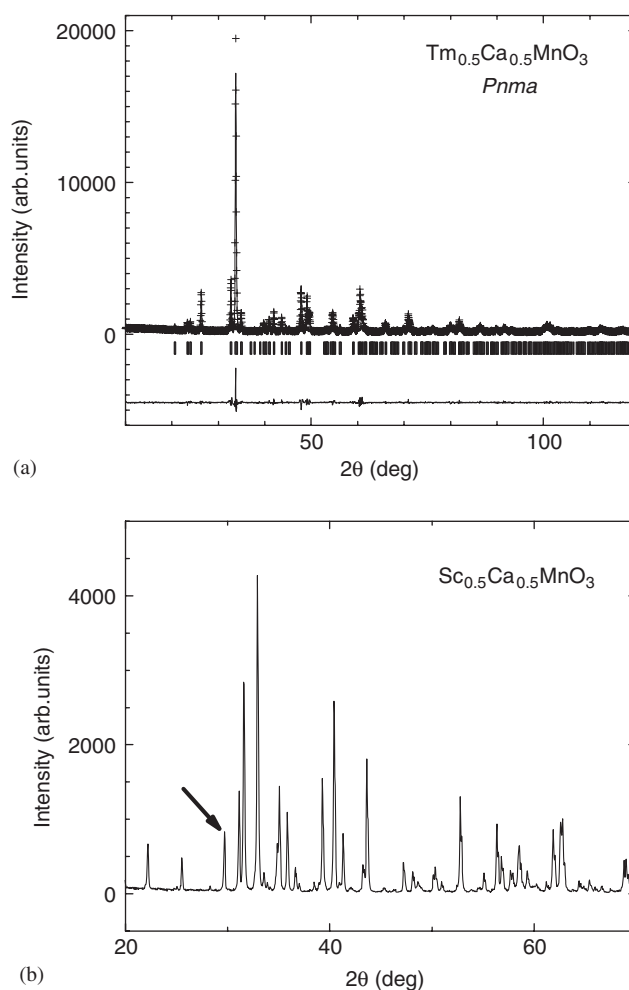 20000
Tm₀.₅Ca₀.₅MnO₃
Pnma
10000
0
Intensity (arb.units)
50
100
2θ (deg)
(a)
Sc₀.₅Ca₀.₅MnO₃
4000
2000
0
Intensity (arb.units)
20
40
60
2θ (deg)
(b)